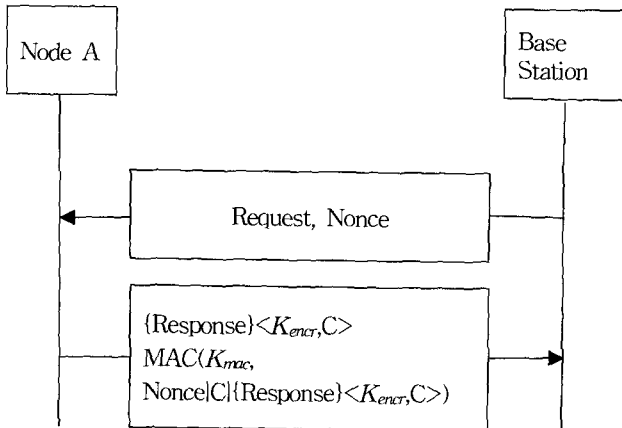 Node A
Base
Station
Request, Nonce
{Response}<Kencr,C>
MAC(Kmac,
Nonce|C|{Response}<Kencr,C>)